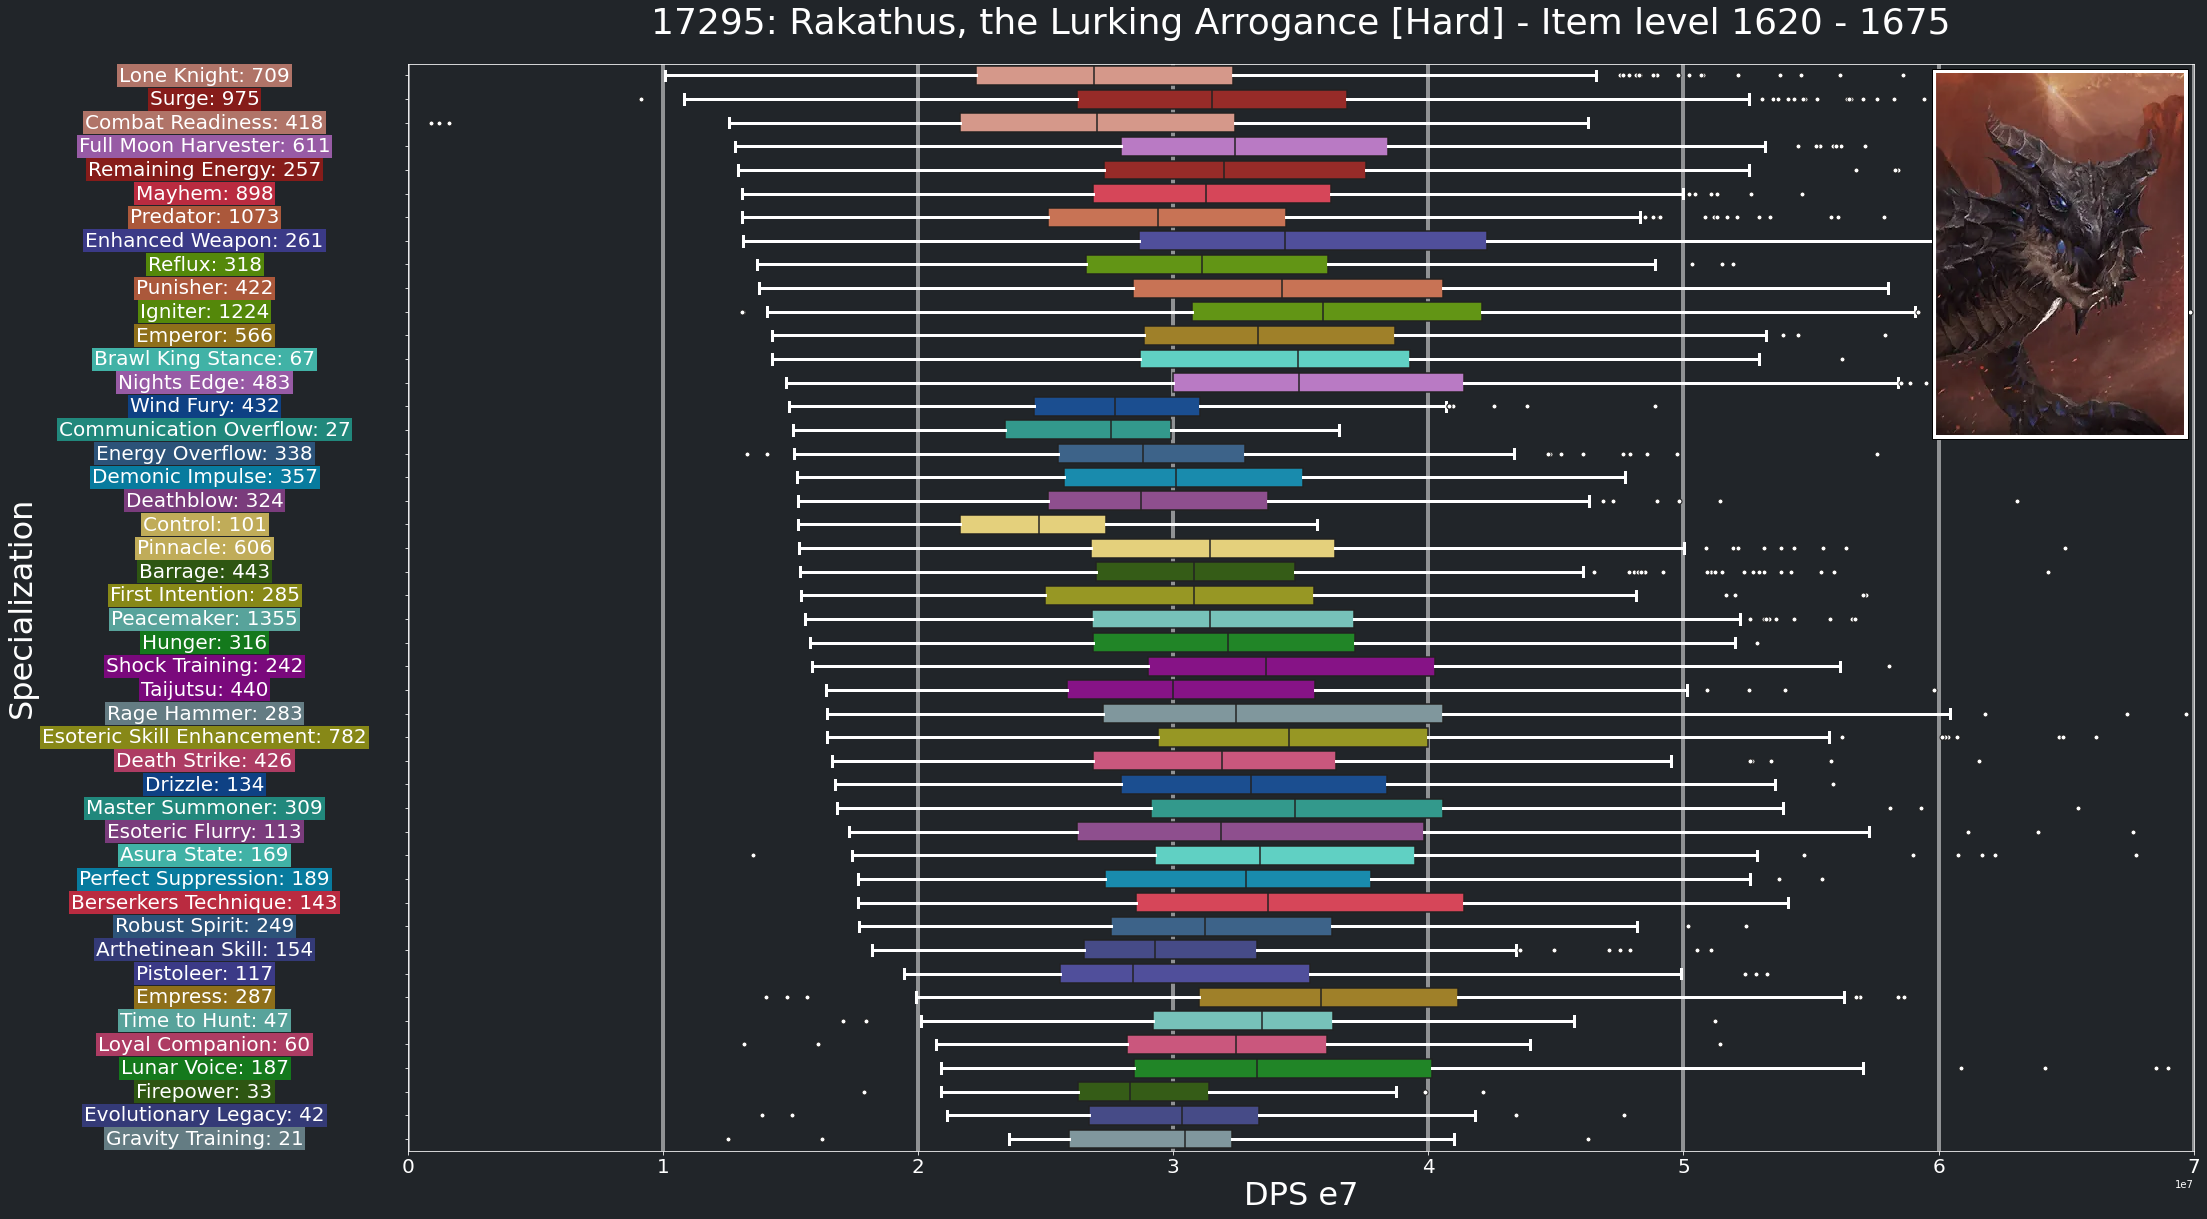 17295: Rakathus, the Lurking Arrogance [Hard] - Item level 1620 - 1675
Specialization
Lone Knight: 709
Surge: 975
Combat Readiness: 418
Full Moon Harvester: 611
Remaining Energy: 257
Mayhem: 898
Predator: 1073
Enhanced Weapon: 261
Reflux: 318
Punisher: 422
Igniter: 1224
Emperor: 566
Brawl King Stance: 67
Nights Edge: 483
Wind Fury: 432
Communication Overflow: 27
Energy Overflow: 338
Demonic Impulse: 357
Deathblow: 324
Control: 101
Pinnacle: 606
Barrage: 443
First Intention: 285
Peacemaker: 1355
Hunger: 316
Shock Training: 242
Taijutsu: 440
Rage Hammer: 283
Esoteric Skill Enhancement: 782
Death Strike: 426
Drizzle: 134
Master Summoner: 309
Esoteric Flurry: 113
Asura State: 169
Perfect Suppression: 189
Berserkers Technique: 143
Robust Spirit: 249
Arthetinean Skill: 154
Pistoleer: 117
Empress: 287
Time to Hunt: 47
Loyal Companion: 60
Lunar Voice: 187
Firepower: 33
Evolutionary Legacy: 42
Gravity Training: 21
0 1 2 3 4 5 6 7
DPS e7
1e7